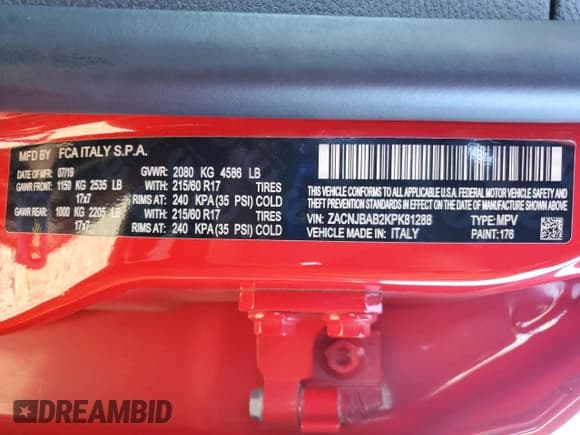 MFD BY FCA ITALY S.P.A.
DATE OF MFD: 07/19 GVWR: 2080 KG 4586 LB
GAWR FRONT: 1150 KG 2535 LB WITH: 215/60 R17 TIRES
17x7 RIMS AT: 240 KPA(35 PSI) COLD
GAWR REAR: 1000 KG 2205 LB WITH: 215/60 R17 TIRES
17x7 RIMS AT: 240 KPA(35 PSI) COLD
THIS VEHICLE CONFORMS TO ALL APPLICABLE U.S.A. FEDERAL MOTOR VEHICLE SAFETY AND
THEFT PREVENTION STANDARDS IN EFFECT ON THE DATE OF MANUFACTURE SHOWN ABOVE.
VIN: ZACNJBAB2KPK81288 TYPE: MPV
VEHICLE MADE IN: ITALY PAINT: 176
DREAMBID